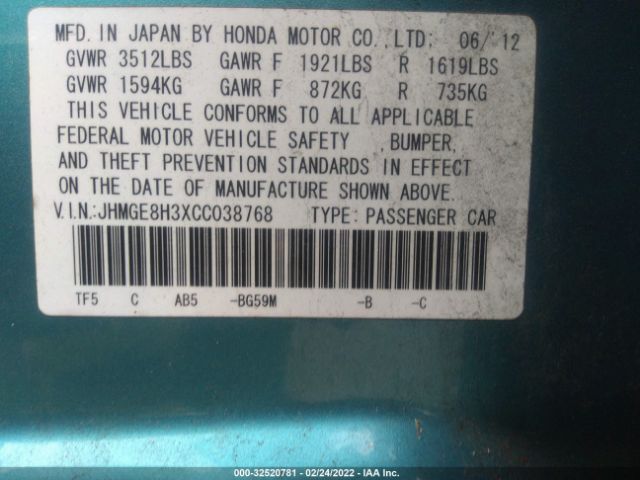 MFD. IN JAPAN BY HONDA MOTOR CO., LTD. 06/12
GVWR 3512LBS GAWR F 1921LBS R 1619LBS
GVWR 1594KG GAWR F 872KG R 735KG
THIS VEHICLE CONFORMS TO ALL APPLICABLE
FEDERAL MOTOR VEHICLE SAFETY ,BUMPER,
AND THEFT PREVENTION STANDARDS IN EFFECT
ON THE DATE OF MANUFACTURE SHOWN ABOVE.
V.I.N.:JHMGE8H3XCC038768 TYPE: PASSENGER CAR
TF5 C AB5 -BG59M -B -C
000-32520781 - 02/24/2022 - IAA Inc.